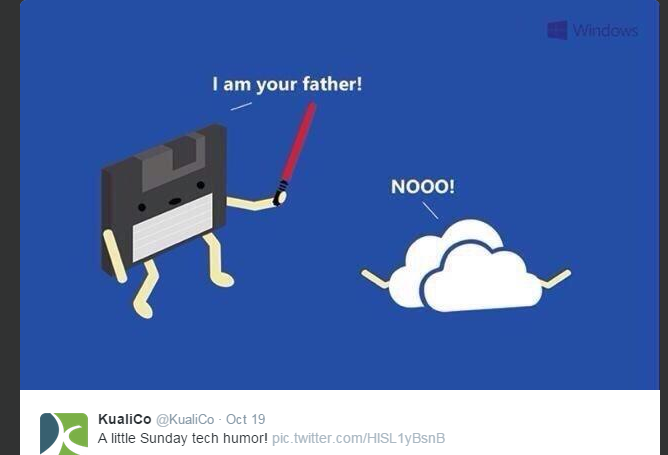 Windows
I am your father!
NOOO!
KualiCo @KualiCo · Oct 19
A little Sunday tech humor! pic.twitter.com/HISL1yBsnB